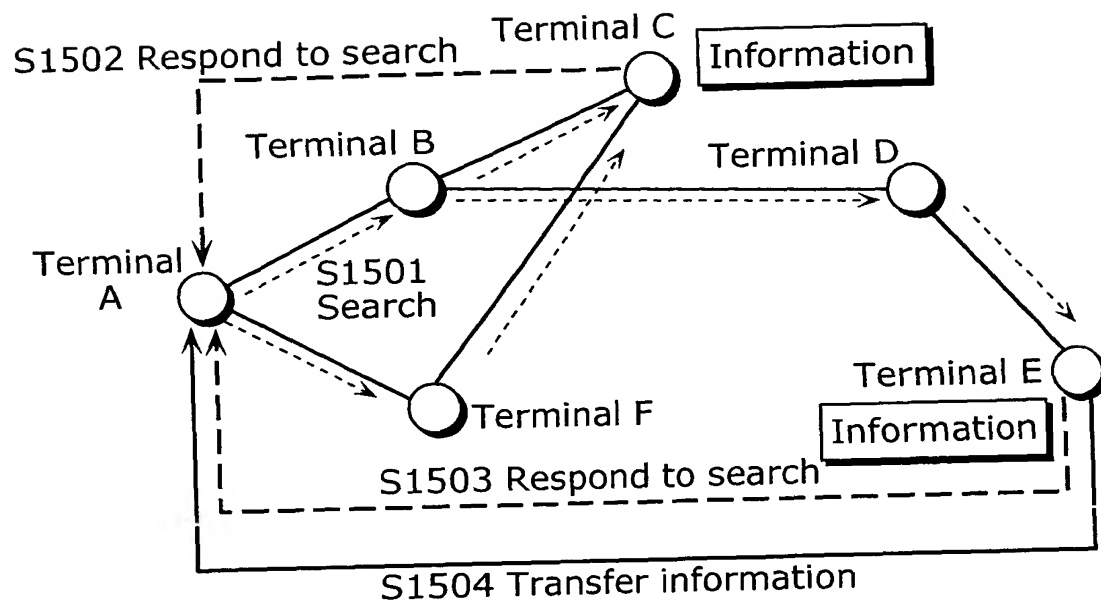 Terminal C
Information
S1502 Respond to search
Terminal B
Terminal D
Terminal
A
S1501
Search
Terminal E
Terminal F
Information
S1503 Respond to search
S1504 Transfer information